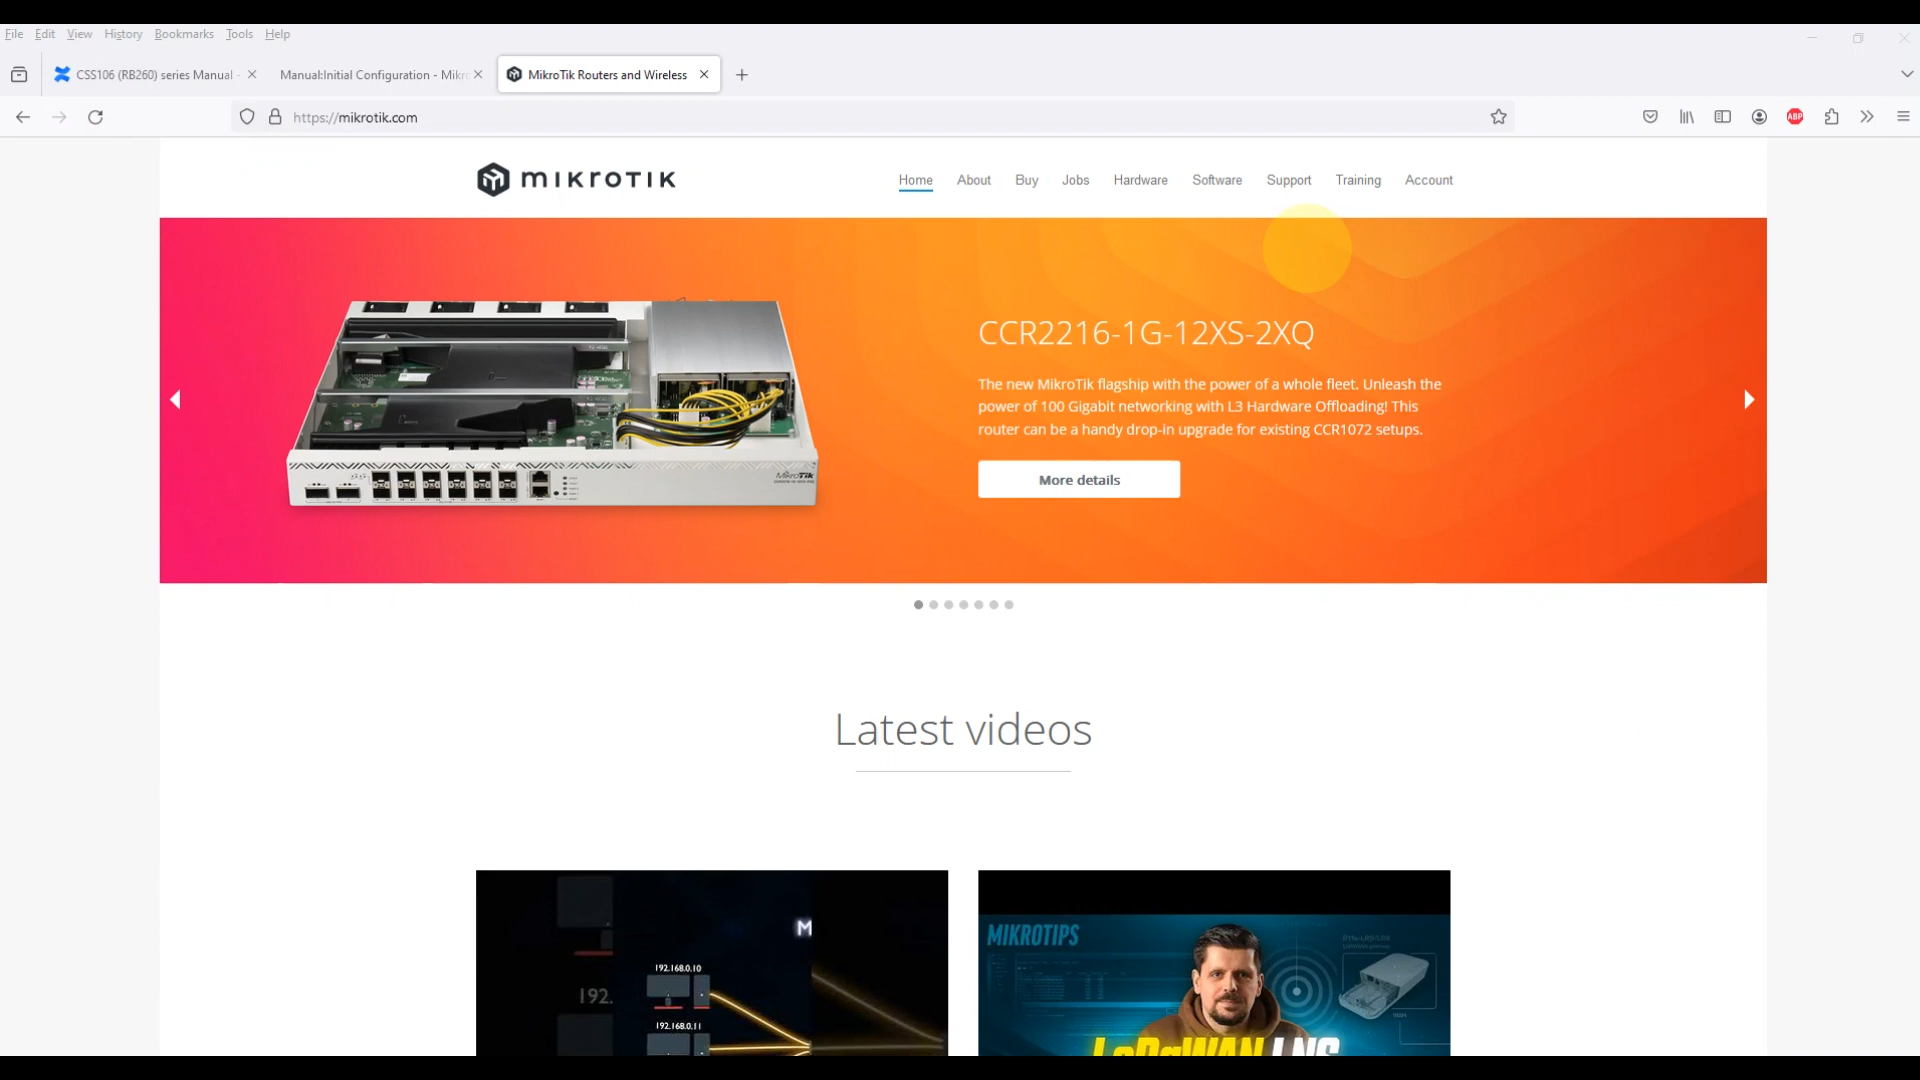 File Edit View History Bookmarks Tools Help
CSS106 (RB260) series Manual -
Manual:Initial Configuration - Mikro
MikroTik Routers and Wireless
https://mikrotik.com
MIKROTIK
Home About Buy Jobs Hardware Software Support Training Account
CCR2216-1G-12XS-2XQ
The new MikroTik flagship with the power of a whole fleet. Unleash the
power of 100 Gigabit networking with L3 Hardware Offloading! This
router can be a handy drop-in upgrade for existing CCR1072 setups.
More details
MikroTik
Latest videos
M
192.168.0.10
192.
192.168.0.11
MIKROTIPS
LoRaWAN LNS
ABP